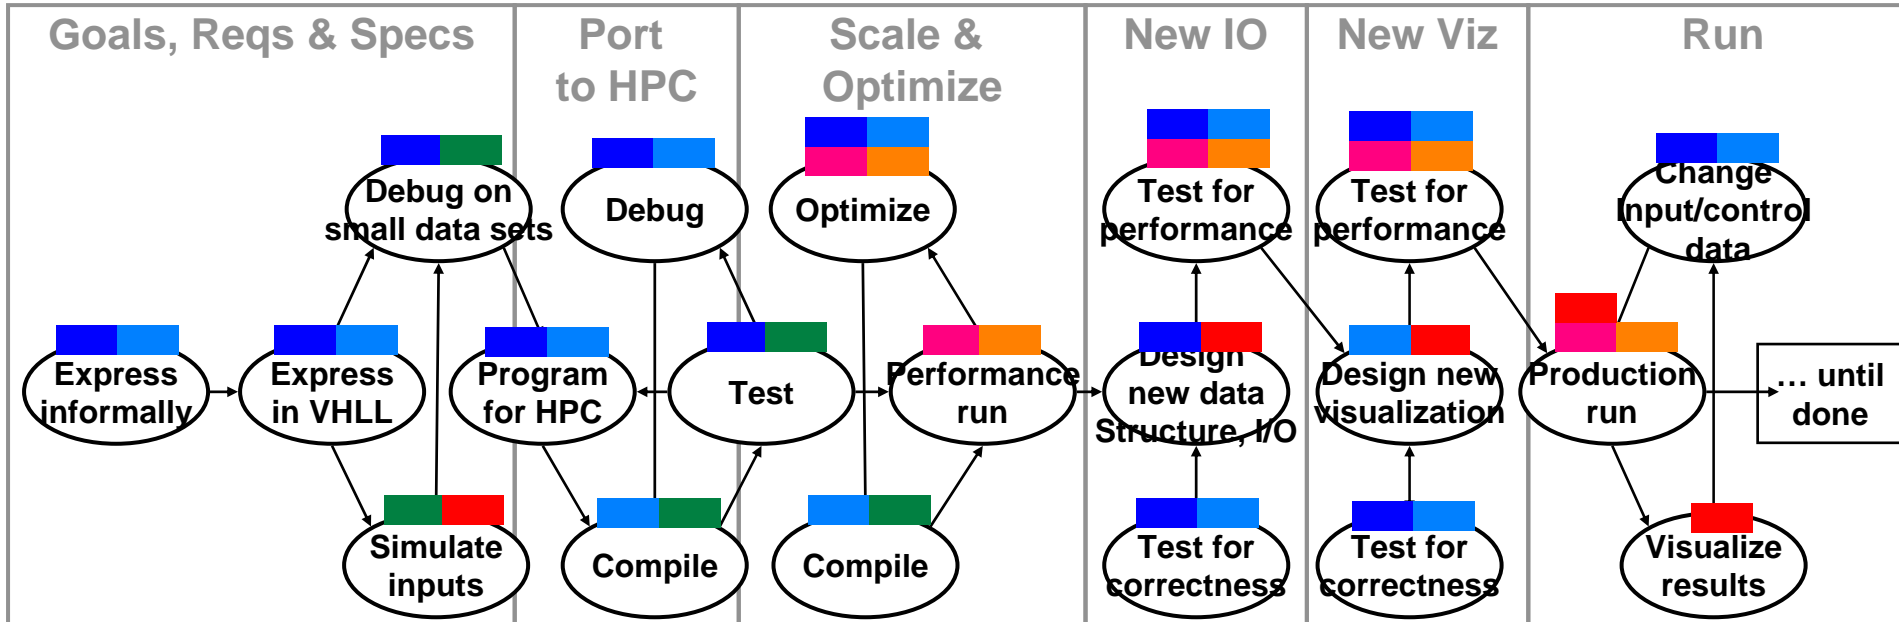 Goals, Reqs & Specs
Port
to HPC
Scale &
Optimize
New IO
New Viz
Run
Express
informally
Express
in VHLL
Debug on
small data sets
Simulate
inputs
Program
for HPC
Debug
Compile
Test
Optimize
Compile
Performance
run
Test for
performance
Design new
new data
Structure, I/O
Test for
correctness
Test for
performance
Design new
visualization
Test for
correctness
Production
run
Change
Input/control
data
Visualize
results
… until
done